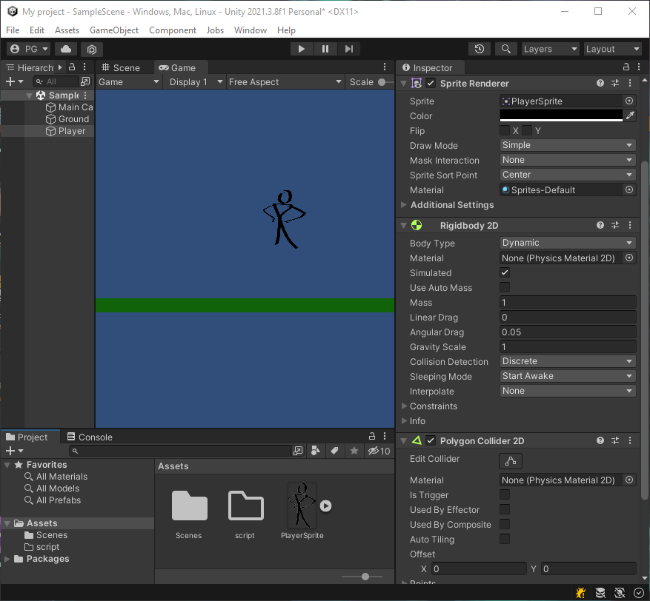 My project - SampleScene - Windows, Mac, Linux - Unity 2021.3.8f1 Personal* <DX11>
File Edit Assets GameObject Component Jobs Window Help
PG Layers Layout
Hierarch
All
Sampl
Main Ca
Ground
Player
Scene Game
Game Display 1 Free Aspect Scale
Inspector
Sprite Renderer
Sprite PlayerSprite
Color
Flip X Y
Draw Mode Simple
Mask Interaction None
Sprite Sort Point Center
Material Sprites-Default
Additional Settings
Rigidbody 2D
Body Type Dynamic
Material None (Physics Material 2D)
Simulated
Use Auto Mass
Mass 1
Linear Drag 0
Angular Drag 0.05
Gravity Scale 1
Collision Detection Discrete
Sleeping Mode Start Awake
Interpolate None
Constraints
Info
Polygon Collider 2D
Edit Collider
Material None (Physics Material 2D)
Is Trigger
Used By Effector
Used By Composite
Auto Tiling
Offset
X 0 Y 0
Points
Project Console
10
Favorites
All Materials
All Models
All Prefabs
Assets
Scenes
script
Packages
Assets
Scenes script PlayerSprite